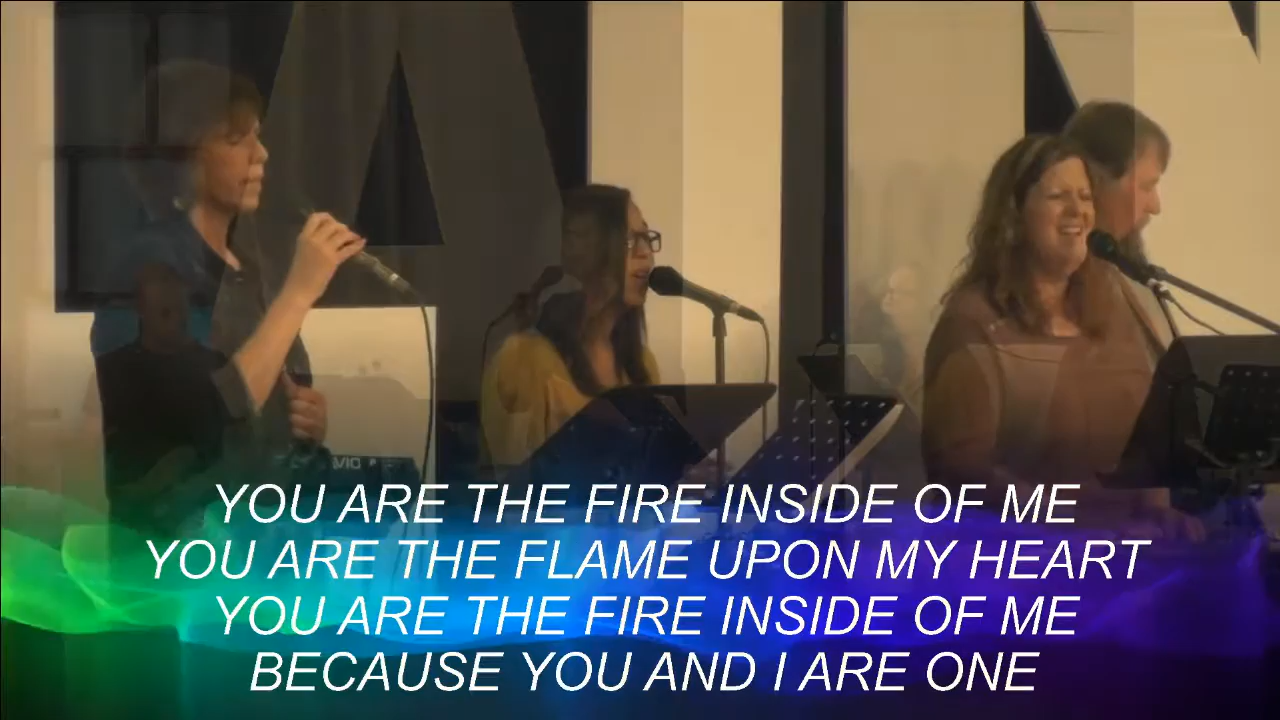 YOU ARE THE FIRE INSIDE OF ME
YOU ARE THE FLAME UPON MY HEART
YOU ARE THE FIRE INSIDE OF ME
BECAUSE YOU AND I ARE ONE